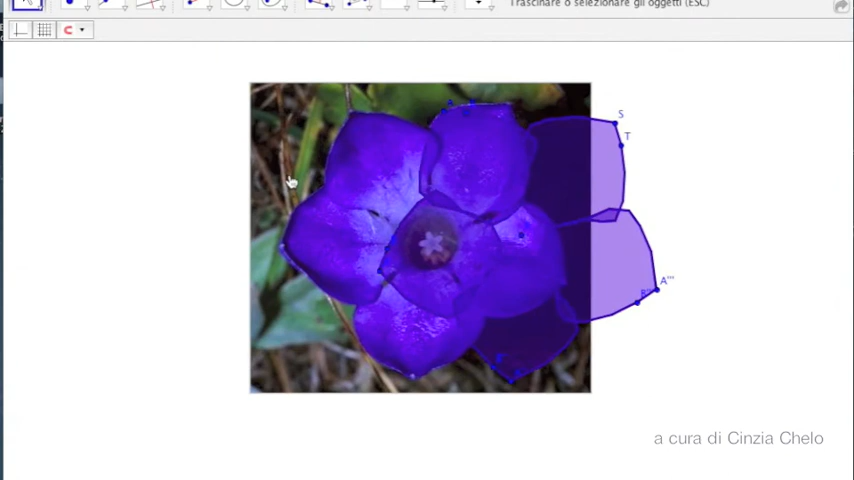 Trascinare o selezionare gli oggetti (ESC)
S
T
A'''
a cura di Cinzia Chelo